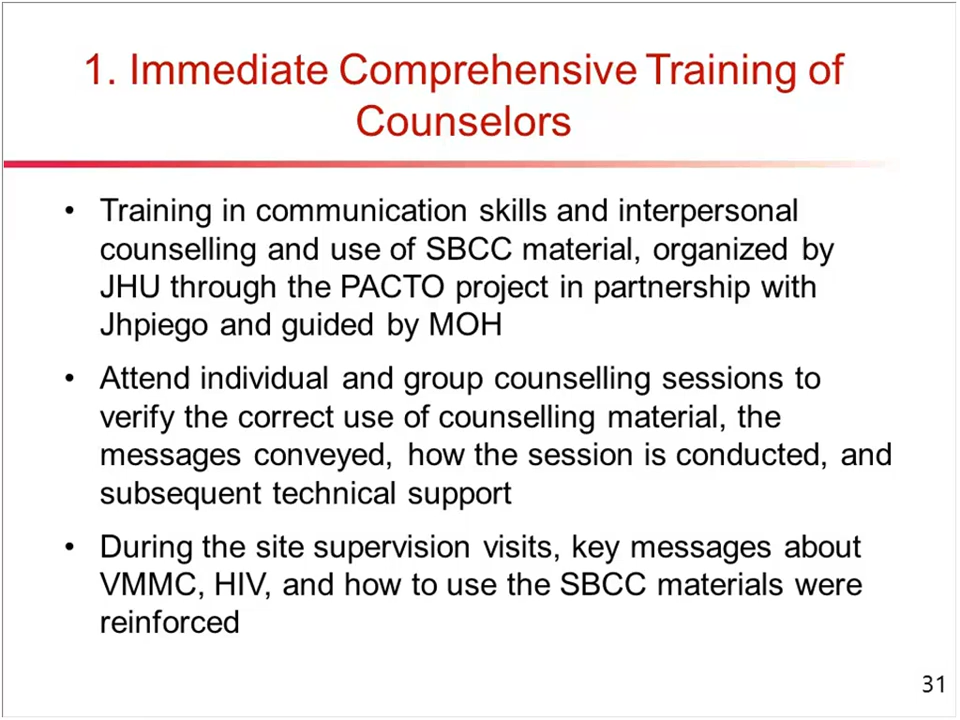 1. Immediate Comprehensive Training of
Counselors
• Training in communication skills and interpersonal
counselling and use of SBCC material, organized by
JHU through the PACTO project in partnership with
Jhpiego and guided by MOH
• Attend individual and group counselling sessions to
verify the correct use of counselling material, the
messages conveyed, how the session is conducted, and
subsequent technical support
• During the site supervision visits, key messages about
VMMC, HIV, and how to use the SBCC materials were
reinforced
31